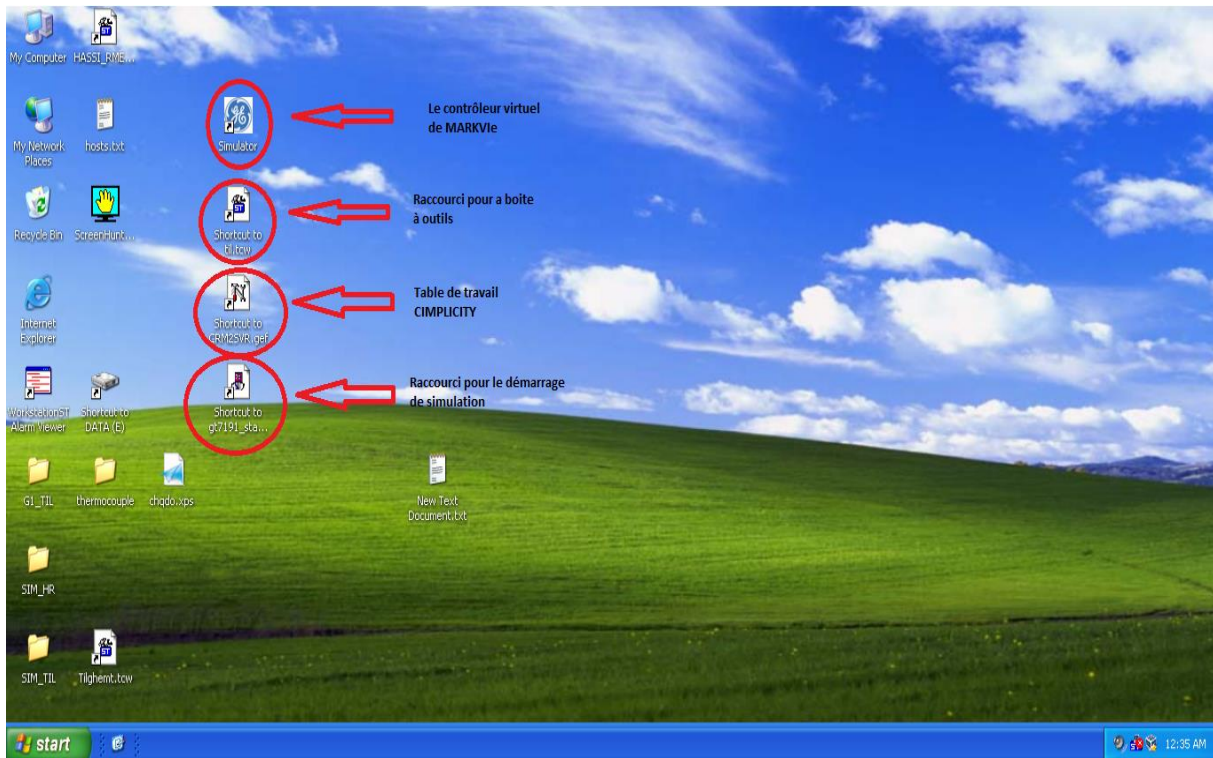 My Computer
HASSI_RME...
My Network
Places
hosts.txt
Simulator
Le contrôleur virtuel
de MARKVIe
Recycle Bin
ScreenHunt...
Shortcut to
til.tcw
Raccourci pour a boite
à outils
Internet
Explorer
Shortcut to
CRM2SVR.gef
Table de travail
CIMPLICITY
WorkstationST
Alarm Viewer
Shortcut to
DATA (E)
Shortcut to
gt7191_sta...
Raccourci pour le démarrage
de simulation
G1_TIL
thermocouple
chqdo.xps
New Text
Document.txt
SIM_HR
SIM_TIL
Tilghemt.tcw
start
12:35 AM